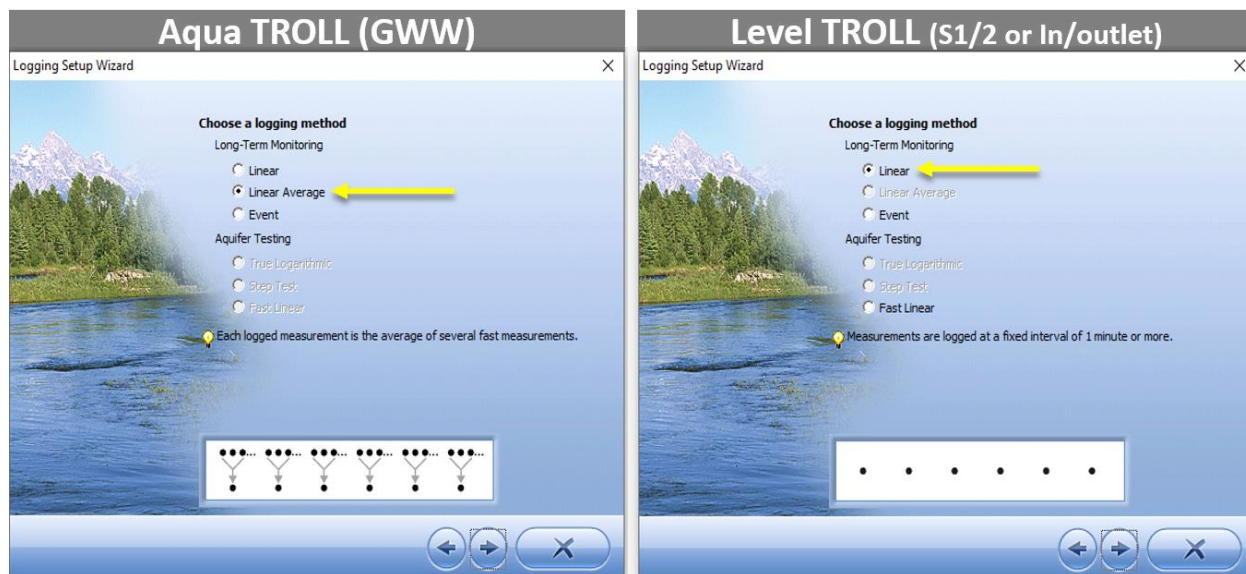 Aqua TROLL (GWW)
Logging Setup Wizard
Choose a logging method
Long-Term Monitoring
Linear
Linear Average
Event
Aquifer Testing
True Logarithmic
Step Test
Fast Linear
Each logged measurement is the average of several fast measurements.
Level TROLL (S1/2 or In/outlet)
Logging Setup Wizard
Choose a logging method
Long-Term Monitoring
Linear
Linear Average
Event
Aquifer Testing
True Logarithmic
Step Test
Fast Linear
Measurements are logged at a fixed interval of 1 minute or more.